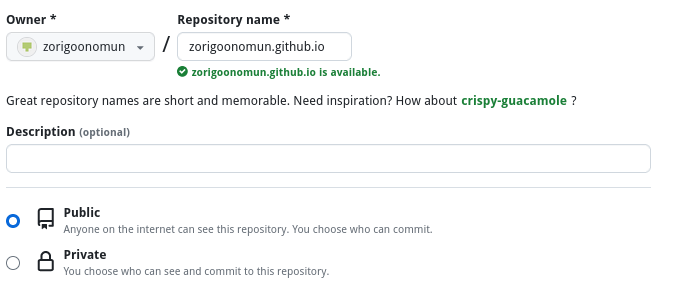 Owner * Repository name *
zorigoonomun / zorigoonomun.github.io
zorigoonomun.github.io is available.
Great repository names are short and memorable. Need inspiration? How about crispy-guacamole ?
Description (optional)
Public
Anyone on the internet can see this repository. You choose who can commit.
Private
You choose who can see and commit to this repository.